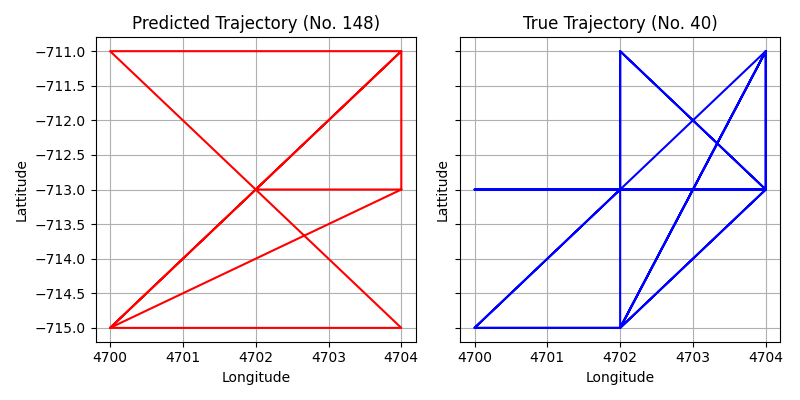 Predicted Trajectory (No. 148)
True Trajectory (No. 40)
−711.0
−711.5
−712.0
−712.5
−713.0
−713.5
−714.0
−714.5
−715.0
Lattitude
Lattitude
4700 4701 4702 4703 4704
4700 4701 4702 4703 4704
Longitude
Longitude